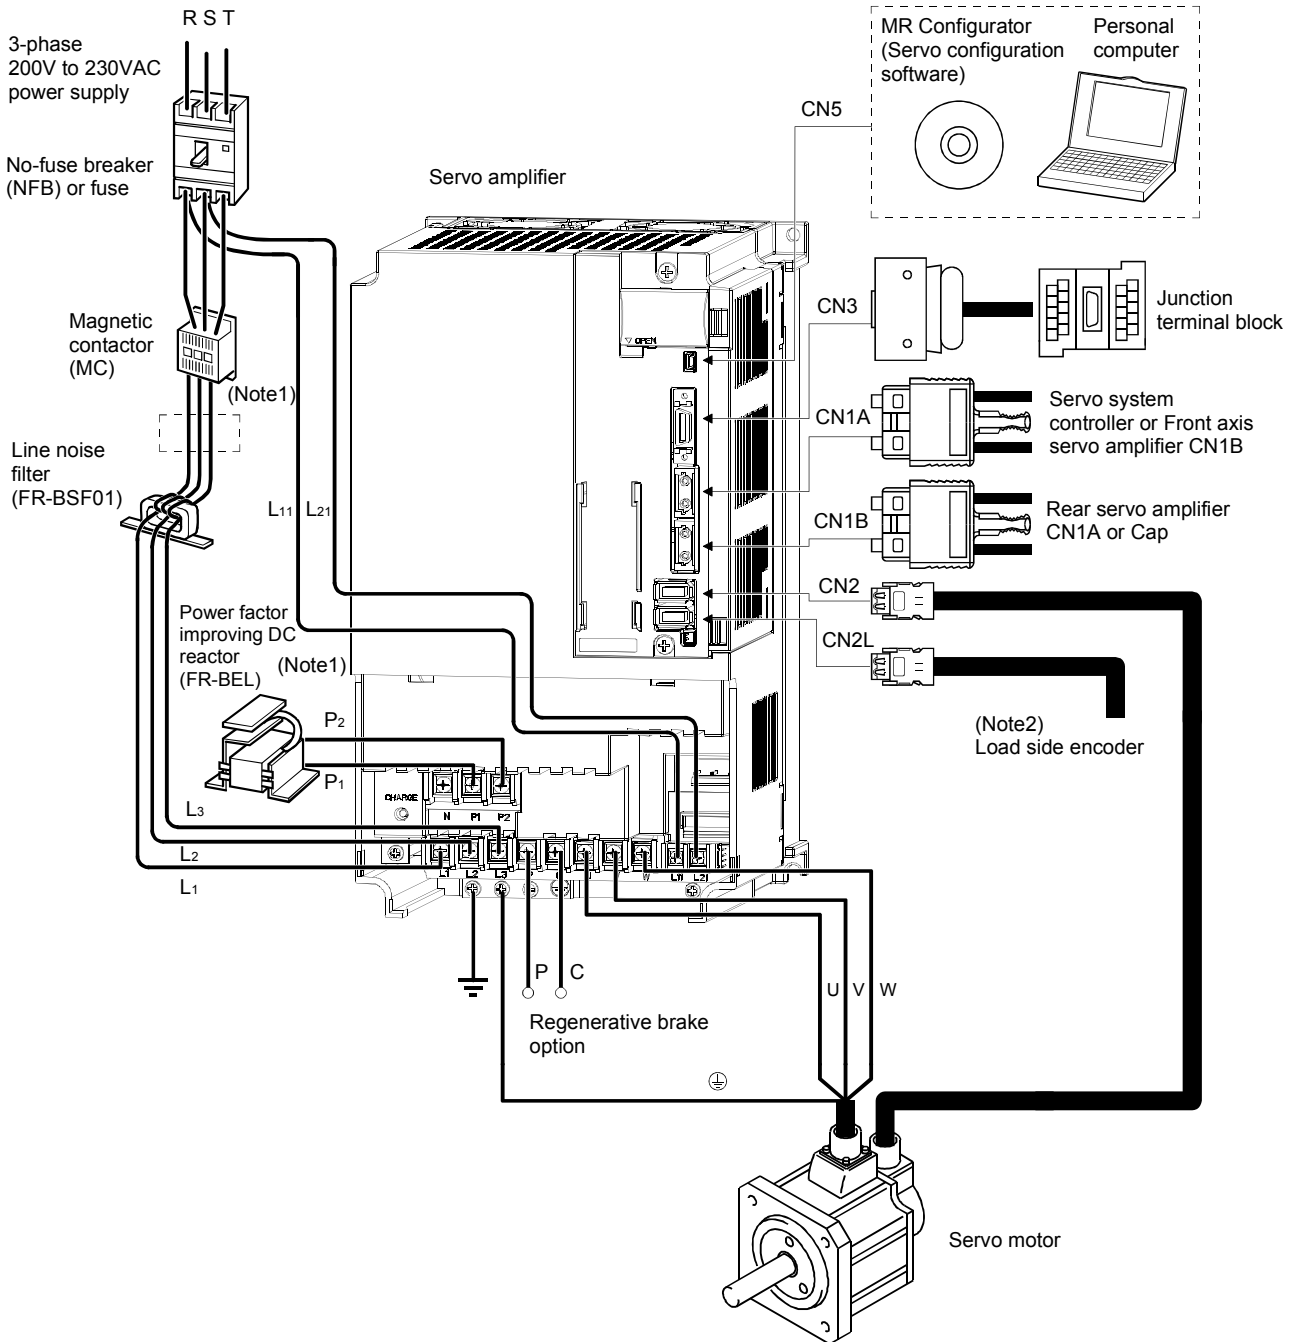 R S T
3-phase
200V to 230VAC
power supply
No-fuse breaker
(NFB) or fuse
Servo amplifier
MR Configurator
(Servo configuration
software)
Personal
computer
CN5
CN3
Junction
terminal block
Magnetic
contactor
(MC)
(Note1)
OPEN
CN1A
Servo system
controller or Front axis
servo amplifier CN1B
Line noise
filter
(FR-BSF01)
L11
L21
CN1B
Rear servo amplifier
CN1A or Cap
CN2
CN2L
Power factor
improving DC
reactor
(FR-BEL)
(Note1)
(Note2)
Load side encoder
P2
P1
CHARGE
N P1 P2
L3
L2
L1
L1 L2 L3
W L11 L21
P C
Regenerative brake
option
U V W
Servo motor